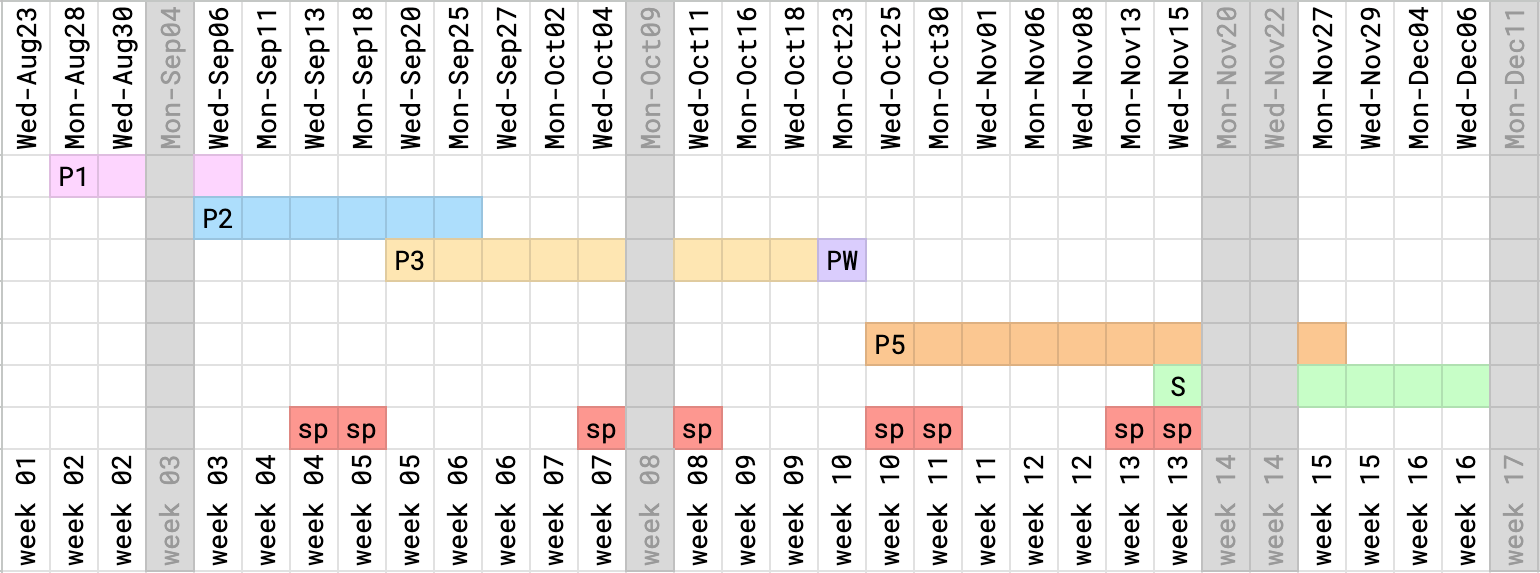 Wed-Aug23 Mon-Aug28 Wed-Aug30 Mon-Sep04 Wed-Sep06 Mon-Sep11 Wed-Sep13 Mon-Sep18 Wed-Sep20 Mon-Sep25 Wed-Sep27 Mon-Oct02 Wed-Oct04 Mon-Oct09 Wed-Oct11 Mon-Oct16 Wed-Oct18 Mon-Oct23 Wed-Oct25 Mon-Oct30 Wed-Nov01 Mon-Nov06 Wed-Nov08 Mon-Nov13 Wed-Nov15 Mon-Nov20 Wed-Nov22 Mon-Nov27 Wed-Nov29 Mon-Dec04 Wed-Dec06 Mon-Dec11
P1
P2
P3 PW
P5
S
sp sp sp sp sp sp sp sp
week 01 week 02 week 02 week 03 week 03 week 04 week 04 week 05 week 05 week 06 week 06 week 07 week 07 week 08 week 08 week 09 week 09 week 10 week 10 week 11 week 11 week 12 week 12 week 13 week 13 week 14 week 14 week 15 week 15 week 16 week 16 week 17